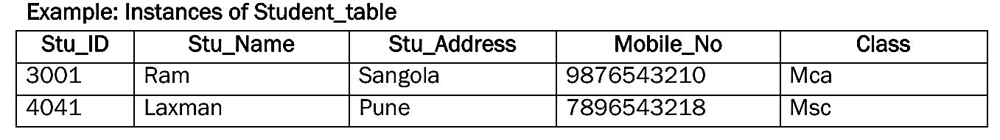 Example: Instances of Student_table
Stu_ID Stu_Name Stu_Address Mobile_No Class
3001 Ram Sangola 9876543210 Mca
4041 Laxman Pune 7896543218 Msc